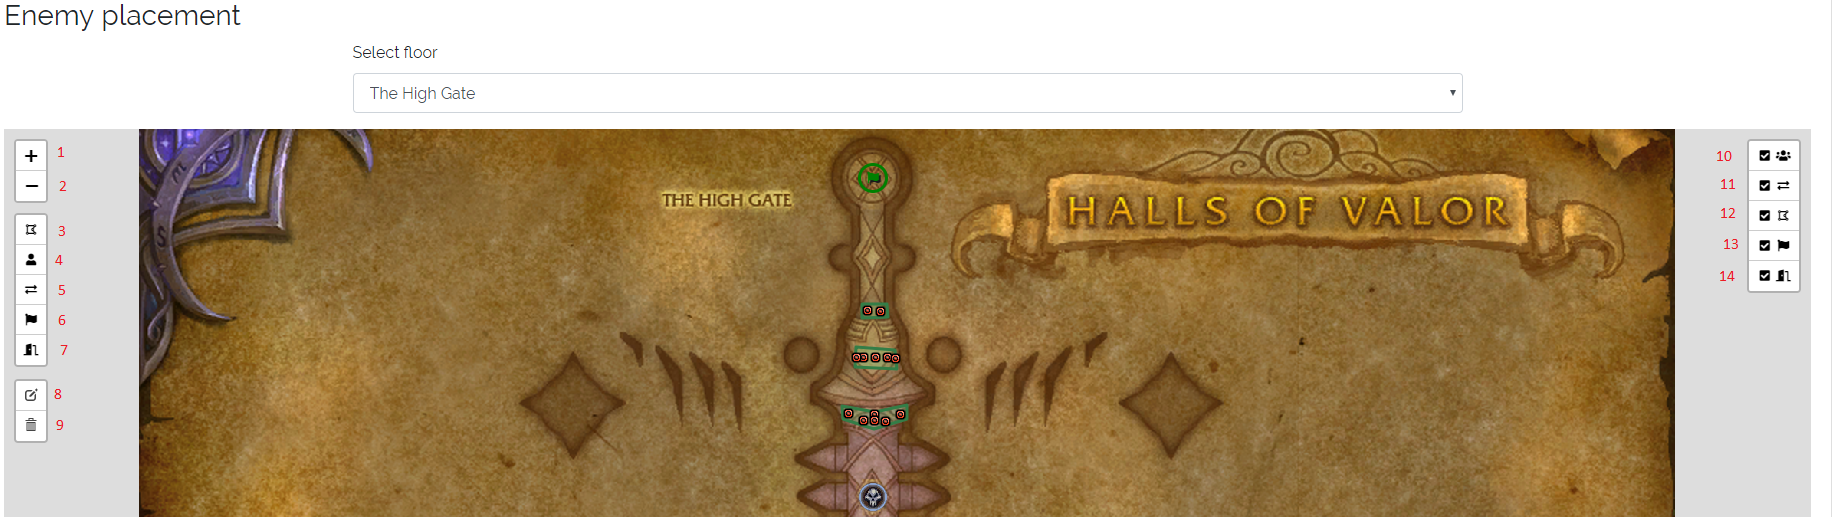 Enemy placement
Select floor
The High Gate
1
2
3
4
5
6
7
8
9
THE HIGH GATE
HALLS OF VALOR
10
11
12
13
14